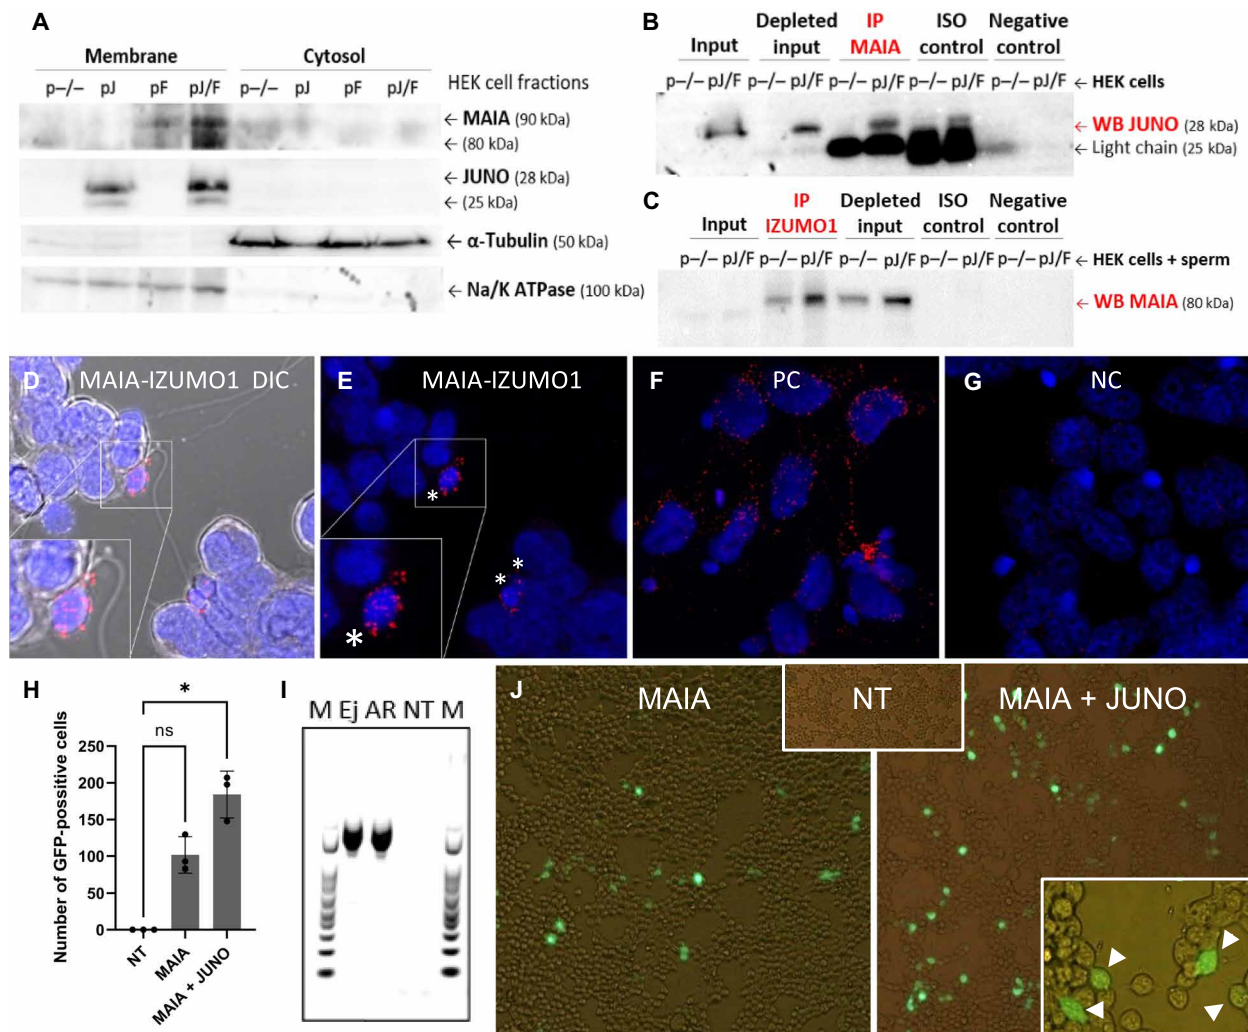 A
Membrane Cytosol
p−/− pJ pF pJ/F p−/− pJ pF pJ/F HEK cell fractions
← MAIA (90 kDa)
← (80 kDa)
← JUNO (28 kDa)
← (25 kDa)
← α-Tubulin (50 kDa)
← Na/K ATPase (100 kDa)
B
Input Depleted input IP MAIA ISO control Negative control
p−/− pJ/F p−/− pJ/F p−/− pJ/F p−/− pJ/F p−/− pJ/F ← HEK cells
← WB JUNO (28 kDa)
← Light chain (25 kDa)
C
Input IP IZUMO1 Depleted input ISO control Negative control
p−/− pJ/F p−/− pJ/F p−/− pJ/F p−/− pJ/F p−/− pJ/F ← HEK cells + sperm
← WB MAIA (80 kDa)
D MAIA-IZUMO1 DIC
E MAIA-IZUMO1
*
*
*
*
F PC
G NC
H
Number of GFP-possitive cells
250
200
150
100
50
0
ns
*
NT
MAIA
MAIA + JUNO
I
M Ej AR NT M
J MAIA
NT
MAIA + JUNO